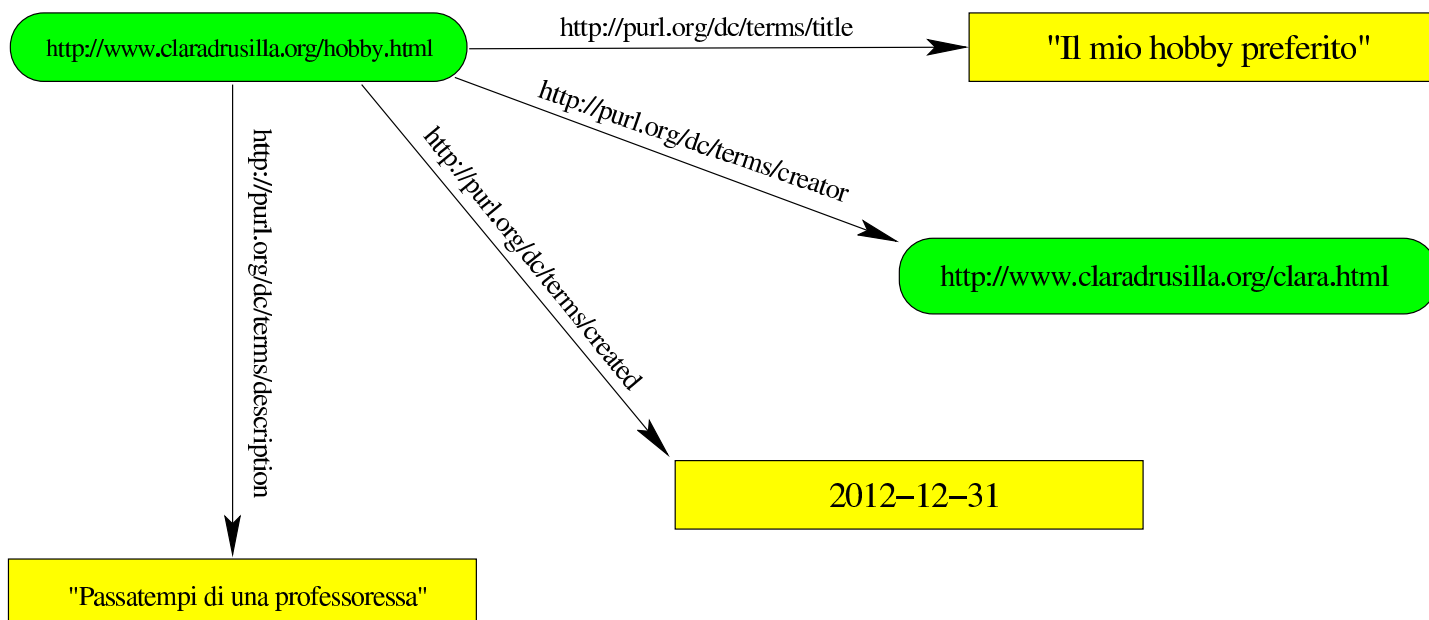 http://www.claradrusilla.org/hobby.html
http://purl.org/dc/terms/title
"Il mio hobby preferito"
http://purl.org/dc/terms/creator
http://www.claradrusilla.org/clara.html
http://purl.org/dc/terms/created
2012–12–31
http://purl.org/dc/terms/description
"Passatempi di una professoressa"